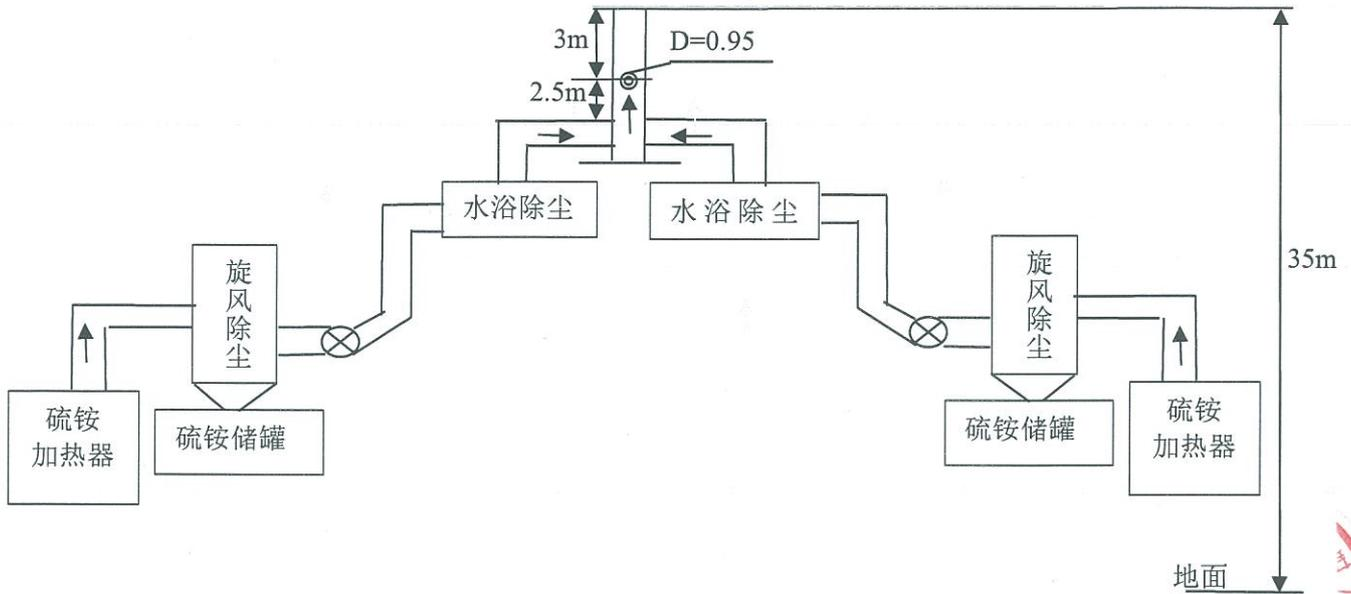 3m
D=0.95
2.5m
水浴除尘
水浴除尘
旋风除尘
旋风除尘
35m
硫铵
加热器
硫铵储罐
硫铵储罐
硫铵
加热器
地面